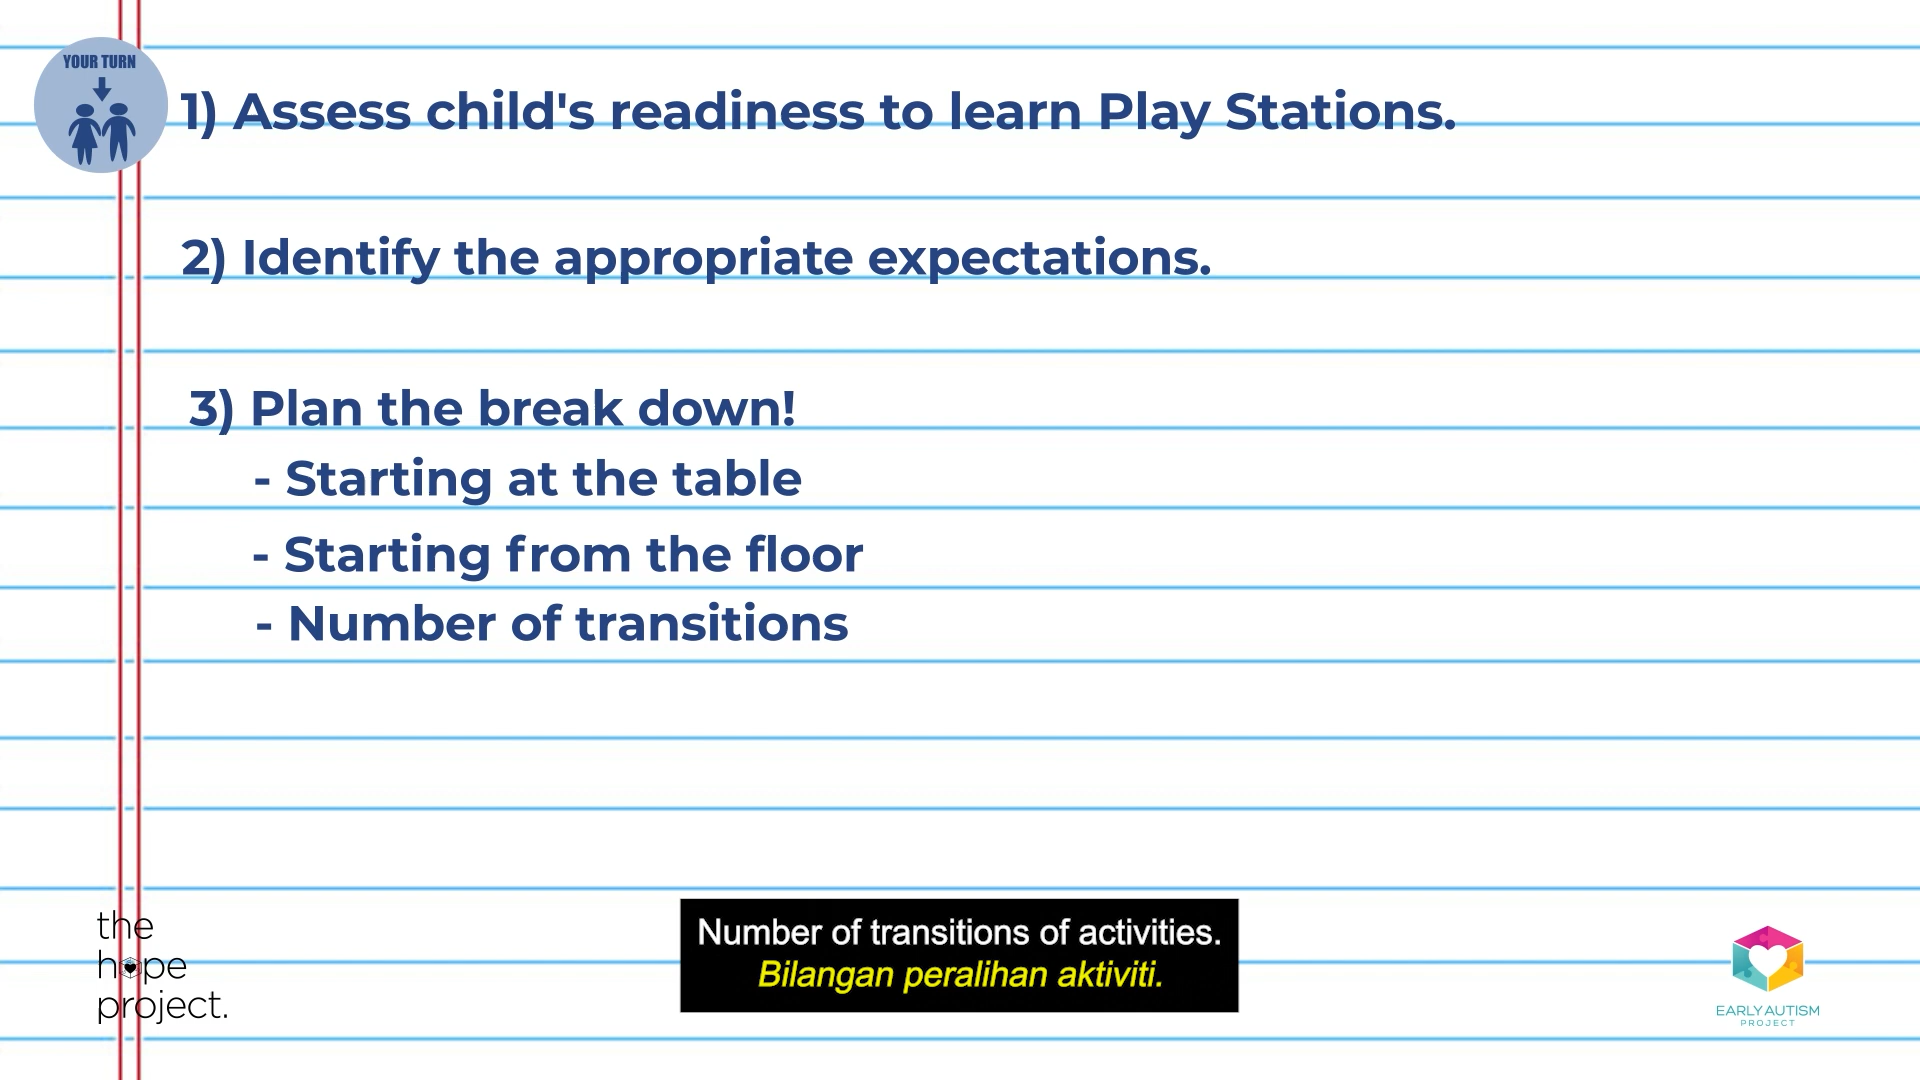 YOUR TURN
1) Assess child's readiness to learn Play Stations.
2) Identify the appropriate expectations.
3) Plan the break down!
- Starting at the table
- Starting from the floor
- Number of transitions
the
hope
project.
Number of transitions of activities.
Bilangan peralihan aktiviti.
EARLY AUTISM
PROJECT